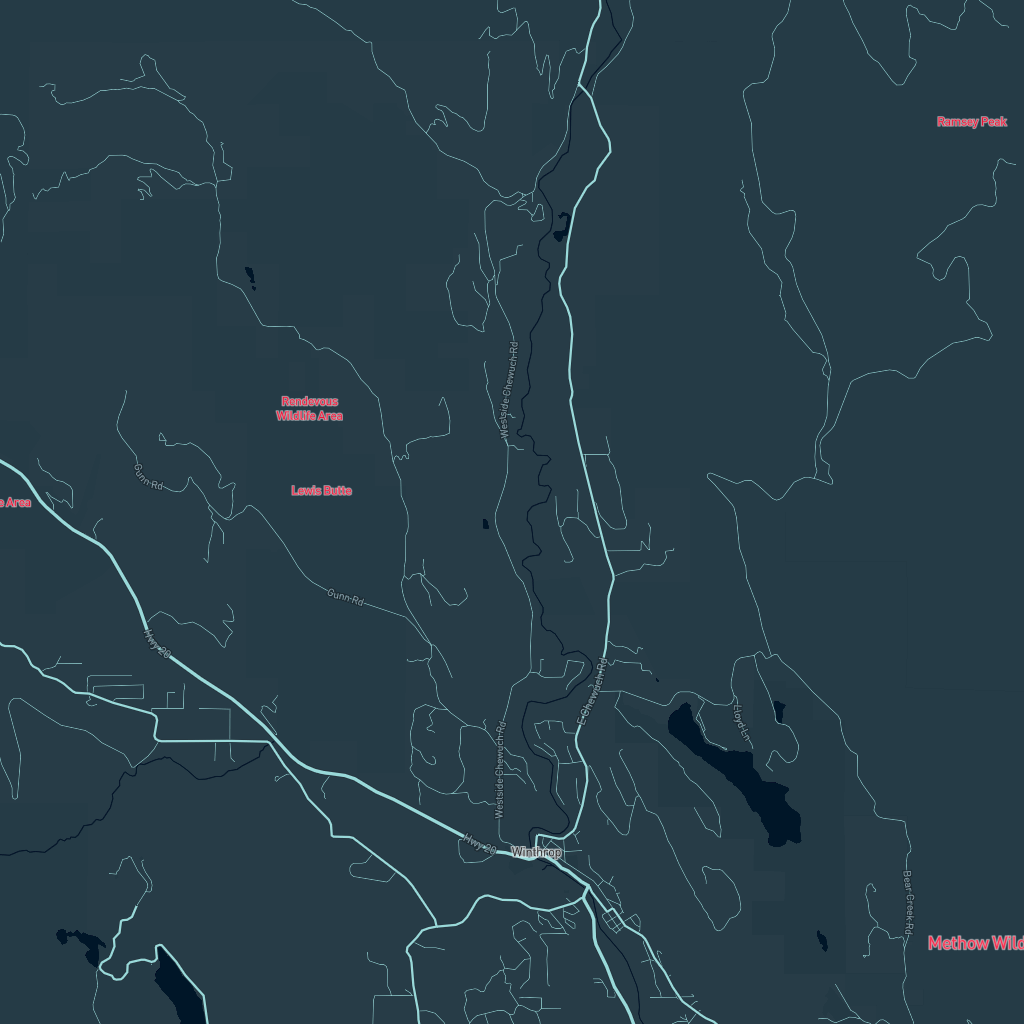 Ramsey Peak
Westside Chewuch Rd
Rendevous
Wildlife Area
Gunn Rd
Lewis Butte
e Area
Gunn Rd
Hwy 20
E Chewuch Rd
Lloyd Ln
Westside Chewuch Rd
Hwy 20
Winthrop
Bear Creek Rd
Methow Wild